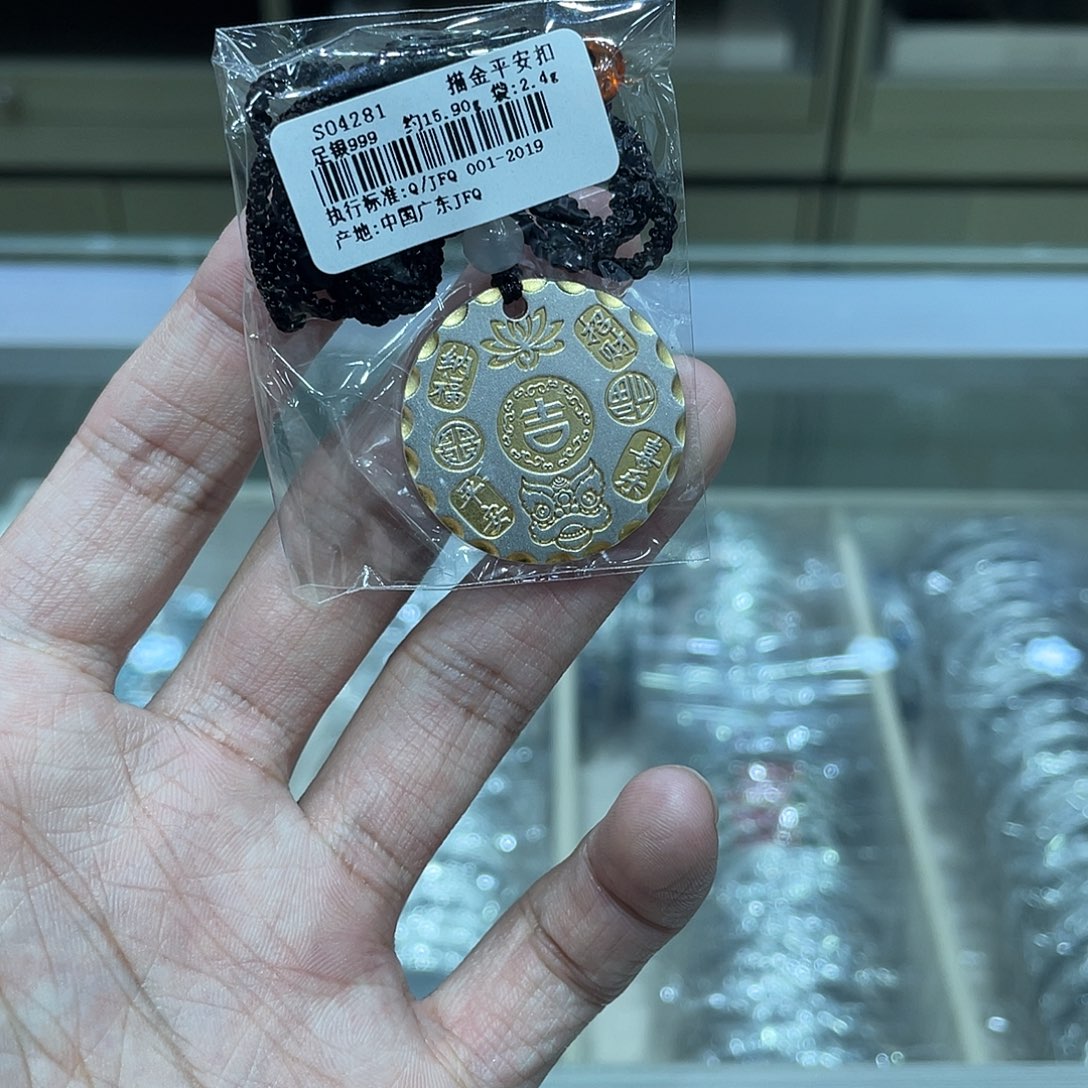 描金平安扣
S04281 约15.90g 袋:2.4g
足银999
执行标准:Q/JFQ 001-2019
产地:中国广东JFQ
纳福
吉
平安